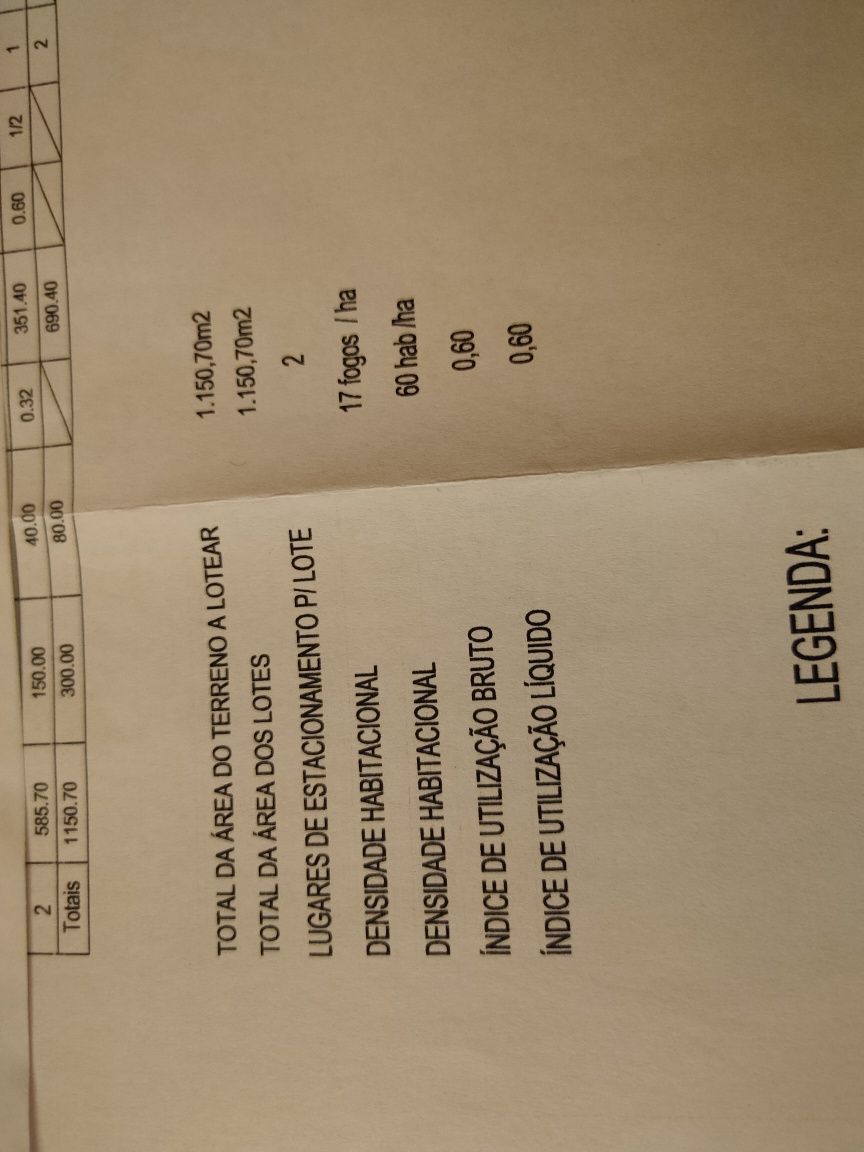 2 585.70 150.00 40.00 0.32 351.40 0.60 1/2 1
Totais 1150.70 300.00 80.00 690.40 2
TOTAL DA ÁREA DO TERRENO A LOTEAR 1.150,70m2
TOTAL DA ÁREA DOS LOTES 1.150,70m2
LUGARES DE ESTACIONAMENTO P/ LOTE 2
DENSIDADE HABITACIONAL 17 fogos / ha
DENSIDADE HABITACIONAL 60 hab /ha
ÍNDICE DE UTILIZAÇÃO BRUTO 0,60
ÍNDICE DE UTILIZAÇÃO LÍQUIDO 0,60
LEGENDA: